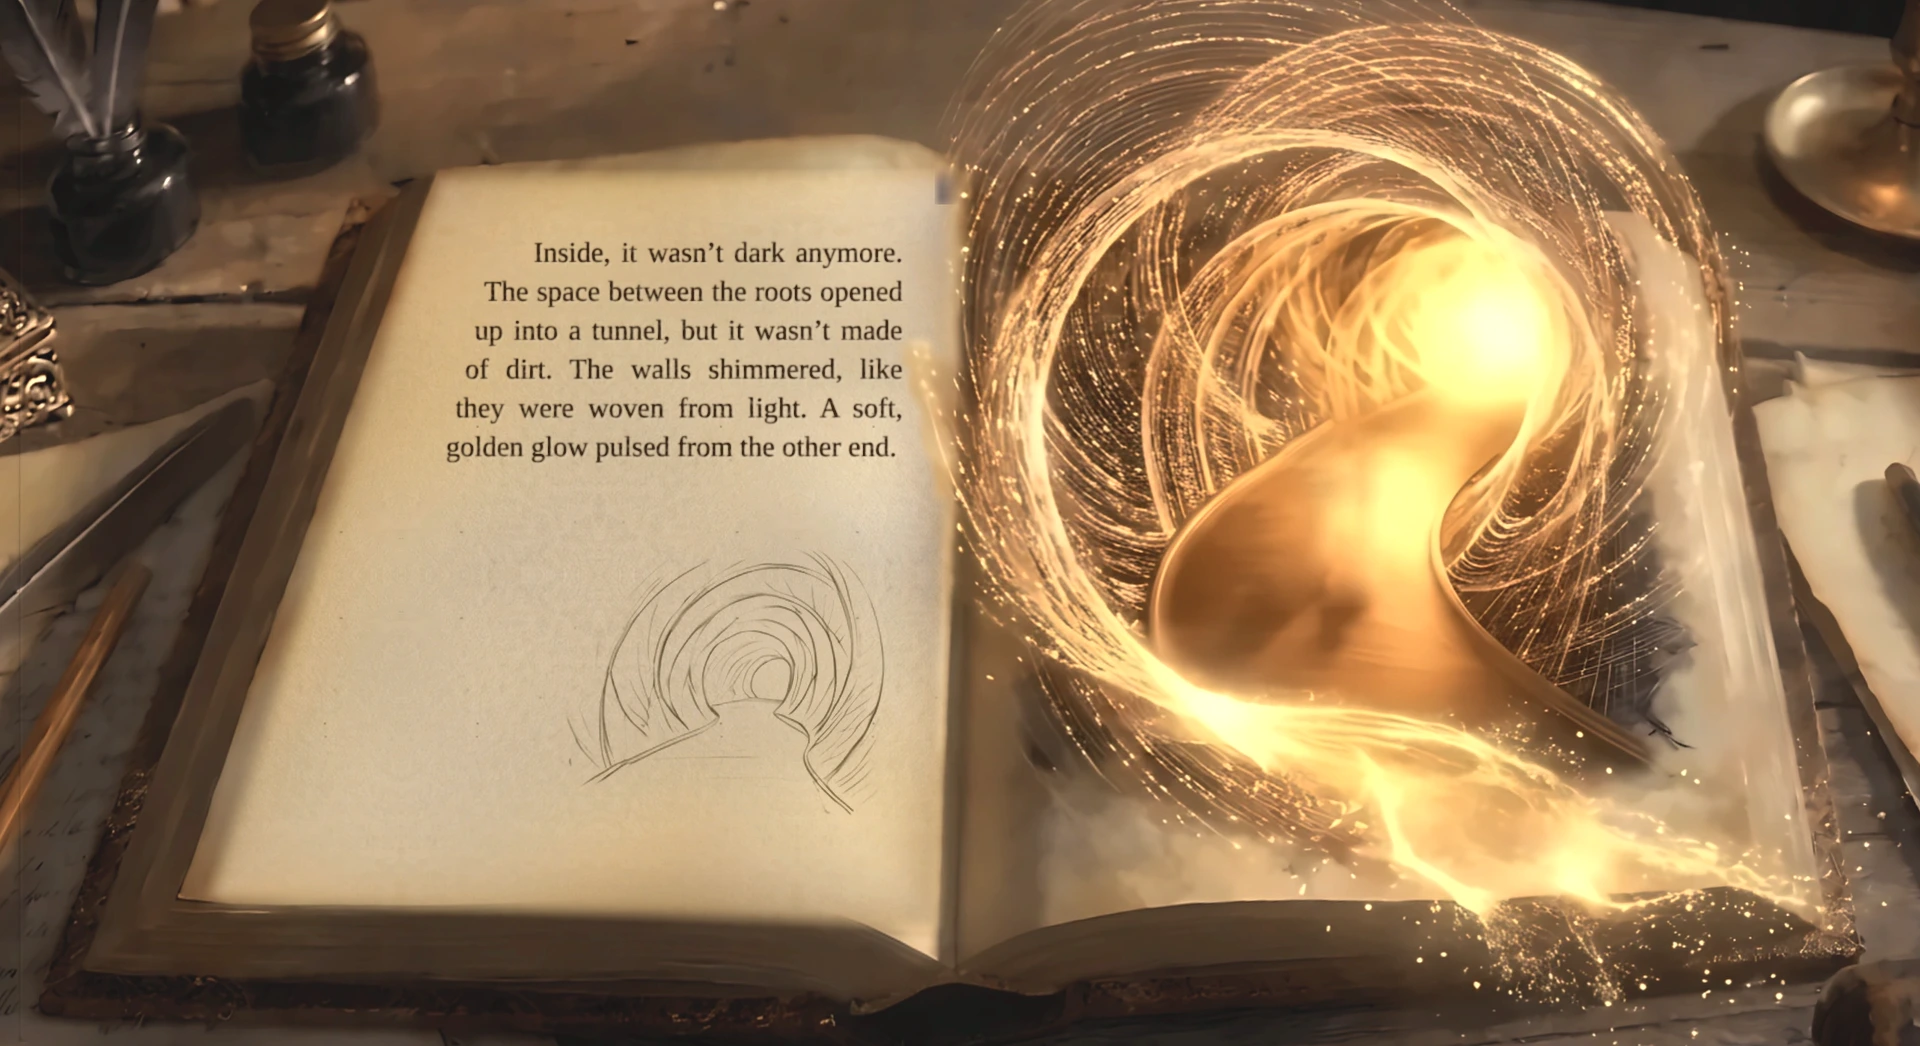 Inside, it wasn’t dark anymore.
The space between the roots opened
up into a tunnel, but it wasn’t made
of dirt. The walls shimmered, like
they were woven from light. A soft,
golden glow pulsed from the other end.